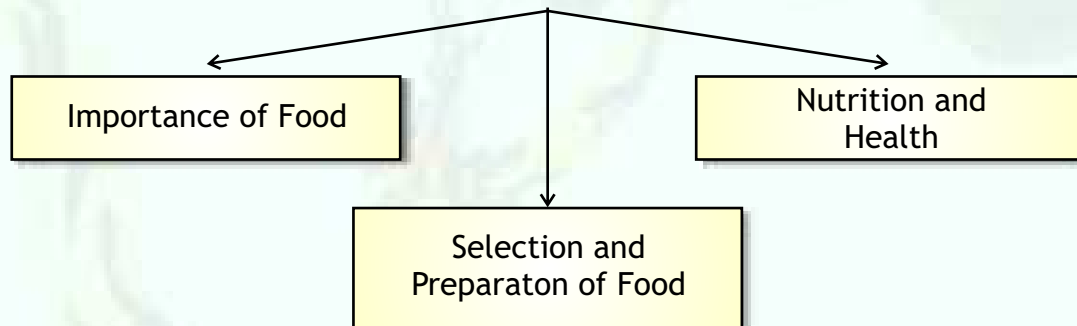 Importance of Food
Nutrition and
Health
Selection and
Preparaton of Food